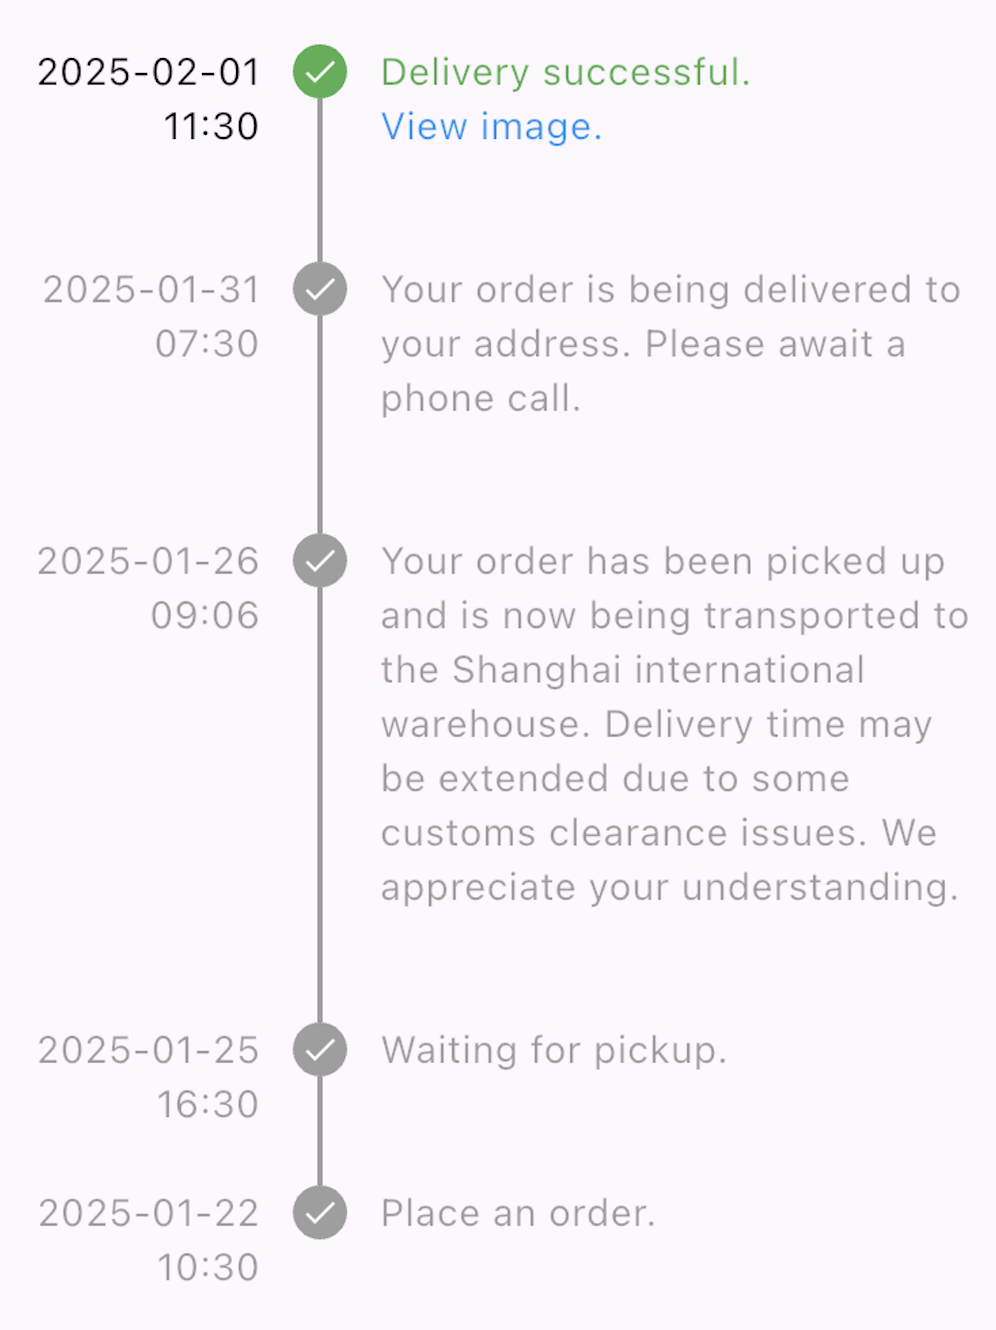 2025-02-01
11:30
Delivery successful.
View image.
2025-01-31
07:30
Your order is being delivered to
your address. Please await a
phone call.
2025-01-26
09:06
Your order has been picked up
and is now being transported to
the Shanghai international
warehouse. Delivery time may
be extended due to some
customs clearance issues. We
appreciate your understanding.
2025-01-25
16:30
Waiting for pickup.
2025-01-22
10:30
Place an order.